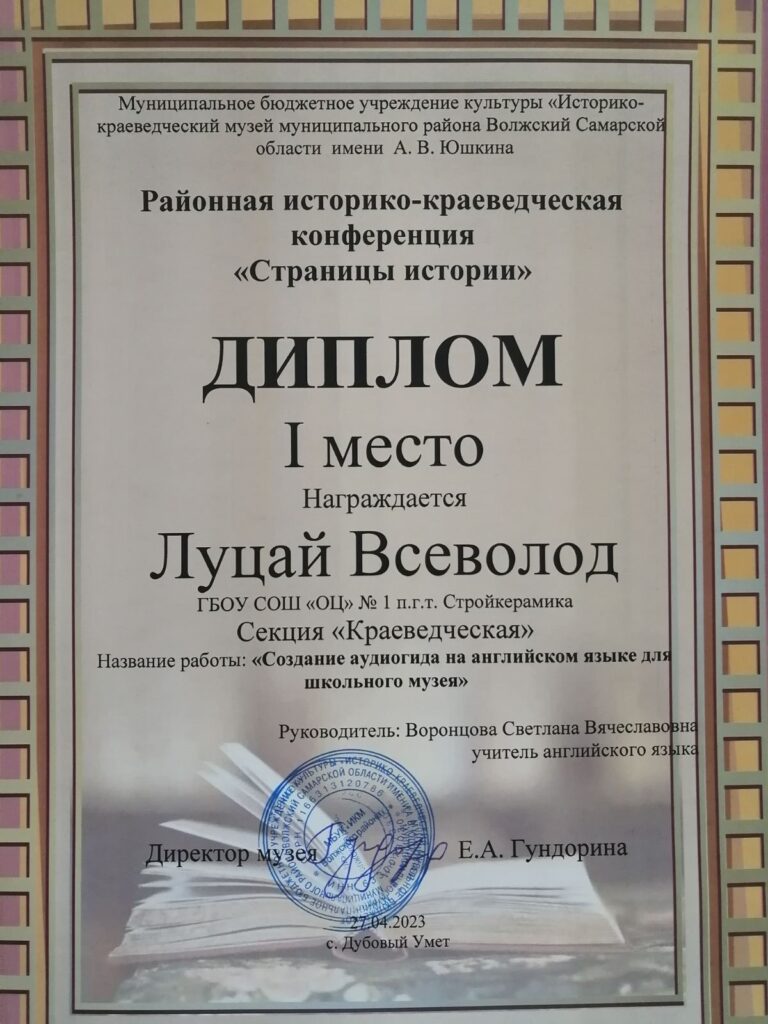 Муниципальное бюджетное учреждение культуры «Историко-
краеведческий музей муниципального района Волжский Самарской
области имени А. В. Юшкина
Районная историко-краеведческая
конференция
«Страницы истории»
ДИПЛОМ
I место
Награждается
Луцай Всеволод
ГБОУ СОШ «ОЦ» № 1 п.г.т. Стройкерамика
Секция «Краеведческая»
Название работы: «Создание аудиогида на английском языке для
школьного музея»
Руководитель: Воронцова Светлана Вячеславовна
учитель английского языка
Директор музея Е.А. Гундорина
27.04.2023
с. Дубовый Умет